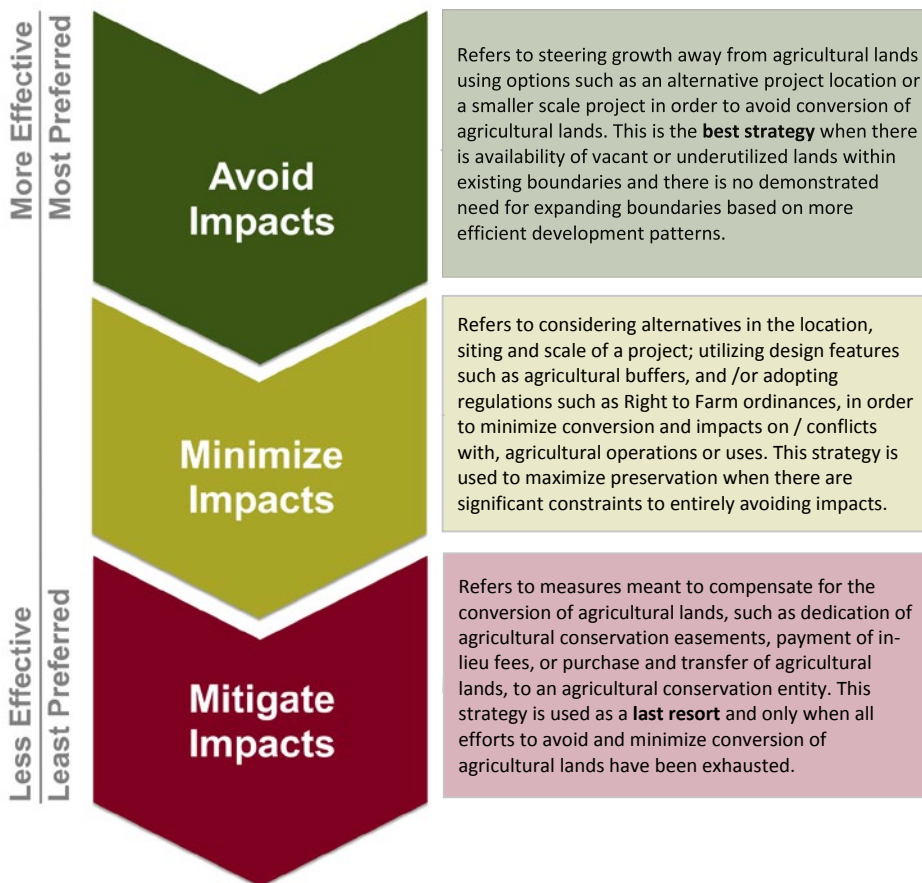 More Effective
Most Preferred
Avoid
Impacts
Refers to steering growth away from agricultural lands
using options such as an alternative project location or
a smaller scale project in order to avoid conversion of
agricultural lands. This is the best strategy when there
is availability of vacant or underutilized lands within
existing boundaries and there is no demonstrated
need for expanding boundaries based on more
efficient development patterns.
Minimize
Impacts
Refers to considering alternatives in the location,
siting and scale of a project; utilizing design features
such as agricultural buffers, and /or adopting
regulations such as Right to Farm ordinances, in order
to minimize conversion and impacts on / conflicts
with, agricultural operations or uses. This strategy is
used to maximize preservation when there are
significant constraints to entirely avoiding impacts.
Less Effective
Least Preferred
Mitigate
Impacts
Refers to measures meant to compensate for the
conversion of agricultural lands, such as dedication of
agricultural conservation easements, payment of in-
lieu fees, or purchase and transfer of agricultural
lands, to an agricultural conservation entity. This
strategy is used as a last resort and only when all
efforts to avoid and minimize conversion of
agricultural lands have been exhausted.